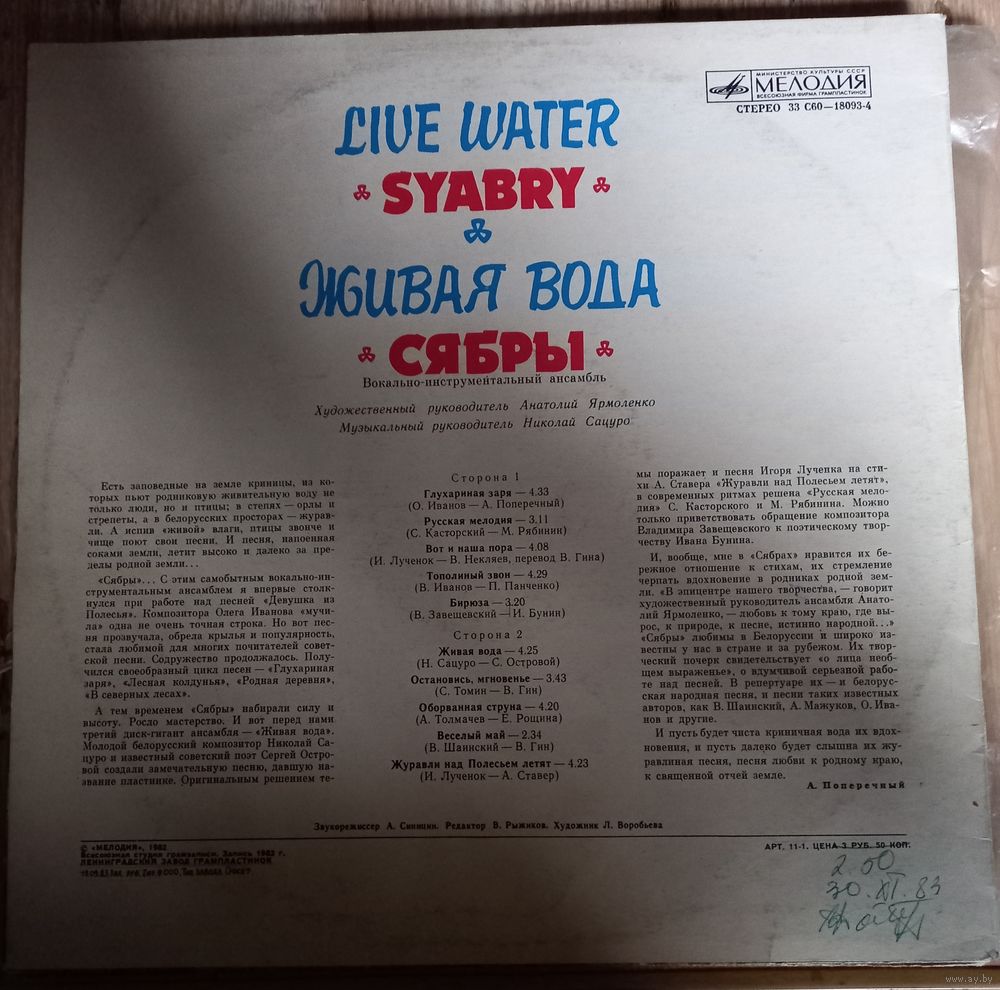 МИНИСТЕРСТВО КУЛЬТУРЫ СССР
МЕЛОДИЯ
ВСЕСОЮЗНАЯ ФИРМА ГРАМПЛАСТИНОК
СТЕРЕО 33 С60—18093-4
LIVE WATER
SYABRY
ЖИВАЯ ВОДА
СЯБРЫ
Вокально-инструментальный ансамбль
Художественный руководитель Анатолий Ярмоленко
Музыкальный руководитель Николай Сацуро
Есть заповедные на земле криницы, из ко-
торых пьют родниковую живительную воду не
только люди, но и птицы; в степях — орлы и
стрепеты, а в белорусских просторах — журав-
ли. А испив «живой» влаги, птицы звонче и
чище поют свои песни. И песня, напоенная
соками земли, летит высоко и далеко за пре-
делы родной земли...
«Сябры»... С этим самобытным вокально-ин-
струментальным ансамблем я впервые столк-
нулся при работе над песней «Девушка из
Полесья». Композитора Олега Иванова «мучи-
ла» одна не очень точная строка. Но вот пес-
ня прозвучала, обрела крылья и популярность,
стала любимой для многих почитателей совет-
ской песни. Содружество продолжалось. Полу-
чился своеобразный цикл песен — «Глухариная
заря», «Лесная колдунья», «Родная деревня»,
«В северных лесах».
А тем временем «Сябры» набирали силу и
высоту. Росло мастерство. И вот перед нами
третий диск-гигант ансамбля — «Живая вода».
Молодой белорусский композитор Николай Са-
цуро и известный советский поэт Сергей Остро-
вой создали замечательную песню, давшую на-
звание пластинке. Оригинальным решением те-
Сторона 1
Глухариная заря — 4.33
(О. Иванов — А. Поперечный)
Русская мелодия — 3.11
(С. Касторский — М. Рябинин)
Вот и наша пора — 4.08
(И. Лученок — В. Некляев, перевод В. Гина)
Тополиный звон — 4.29
(В. Иванов — П. Панченко)
Бирюза — 3.20
(В. Завещевский — И. Бунин)
Сторона 2
Живая вода — 4.25
(Н. Сацуро — С. Островой)
Остановись, мгновенье — 3.43
(С. Томин — В. Гин)
Оборванная струна — 4.20
(А. Толмачев — Е. Рощина)
Веселый май — 2.34
(В. Шаинский — В. Гин)
Журавли над Полесьем летят — 4.23
(И. Лученок — А. Ставер)
мы поражает и песня Игоря Лученка на сти-
хи А. Ставера «Журавли над Полесьем летят»,
в современных ритмах решена «Русская мело-
дия» С. Касторского и М. Рябинина. Можно
только приветствовать обращение композитора
Владимира Завещевского к поэтическому твор-
честву Ивана Бунина.
И, вообще, мне в «Сябрах» нравится их бе-
режное отношение к стихам, их стремление
черпать вдохновение в родниках родной зем-
ли. «В эпицентре нашего творчества, — говорит
художественный руководитель ансамбля Анато-
лий Ярмоленко, — любовь к тому краю, где вы-
рос, к природе, к песне, истинно народной...»
«Сябры» любимы в Белоруссии и широко из-
вестны у нас в стране и за рубежом. Их твор-
ческий почерк свидетельствует «о лица необ-
щем выраженье», о вдумчивой серьезной рабо-
те над песней. В репертуаре их — и белорус-
ская народная песня, и песни таких известных
авторов, как В. Шаинский, А. Мажуков, О. Ива-
нов и другие.
И пусть будет чиста криничная вода их вдох-
новения, и пусть далеко будет слышна их жу-
равлиная песня, песня любви к родному краю,
к священной отчей земле.
А. Поперечный
Звукорежиссер А. Синицин. Редактор В. Рыжиков. Художник Л. Воробьева
© «МЕЛОДИЯ», 1982
Всесоюзная студия грамзаписи. Запись 1982 г.
ЛЕНИНГРАДСКИЙ ЗАВОД ГРАМПЛАСТИНОК
АРТ. 11-1. ЦЕНА 3 РУБ. 50 КОП.
2.50
30.XI.83
www.ay.by